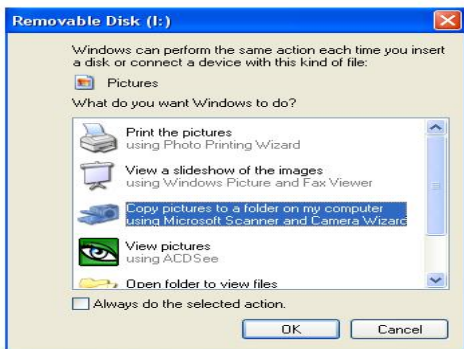 Removable Disk (I:)
Windows can perform the same action each time you insert
a disk or connect a device with this kind of file:
Pictures
What do you want Windows to do?
Print the pictures
using Photo Printing Wizard
View a slideshow of the images
using Windows Picture and Fax Viewer
Copy pictures to a folder on my computer
using Microsoft Scanner and Camera Wizard
View pictures
using ACDSee
Open folder to view files
Always do the selected action.
OK
Cancel